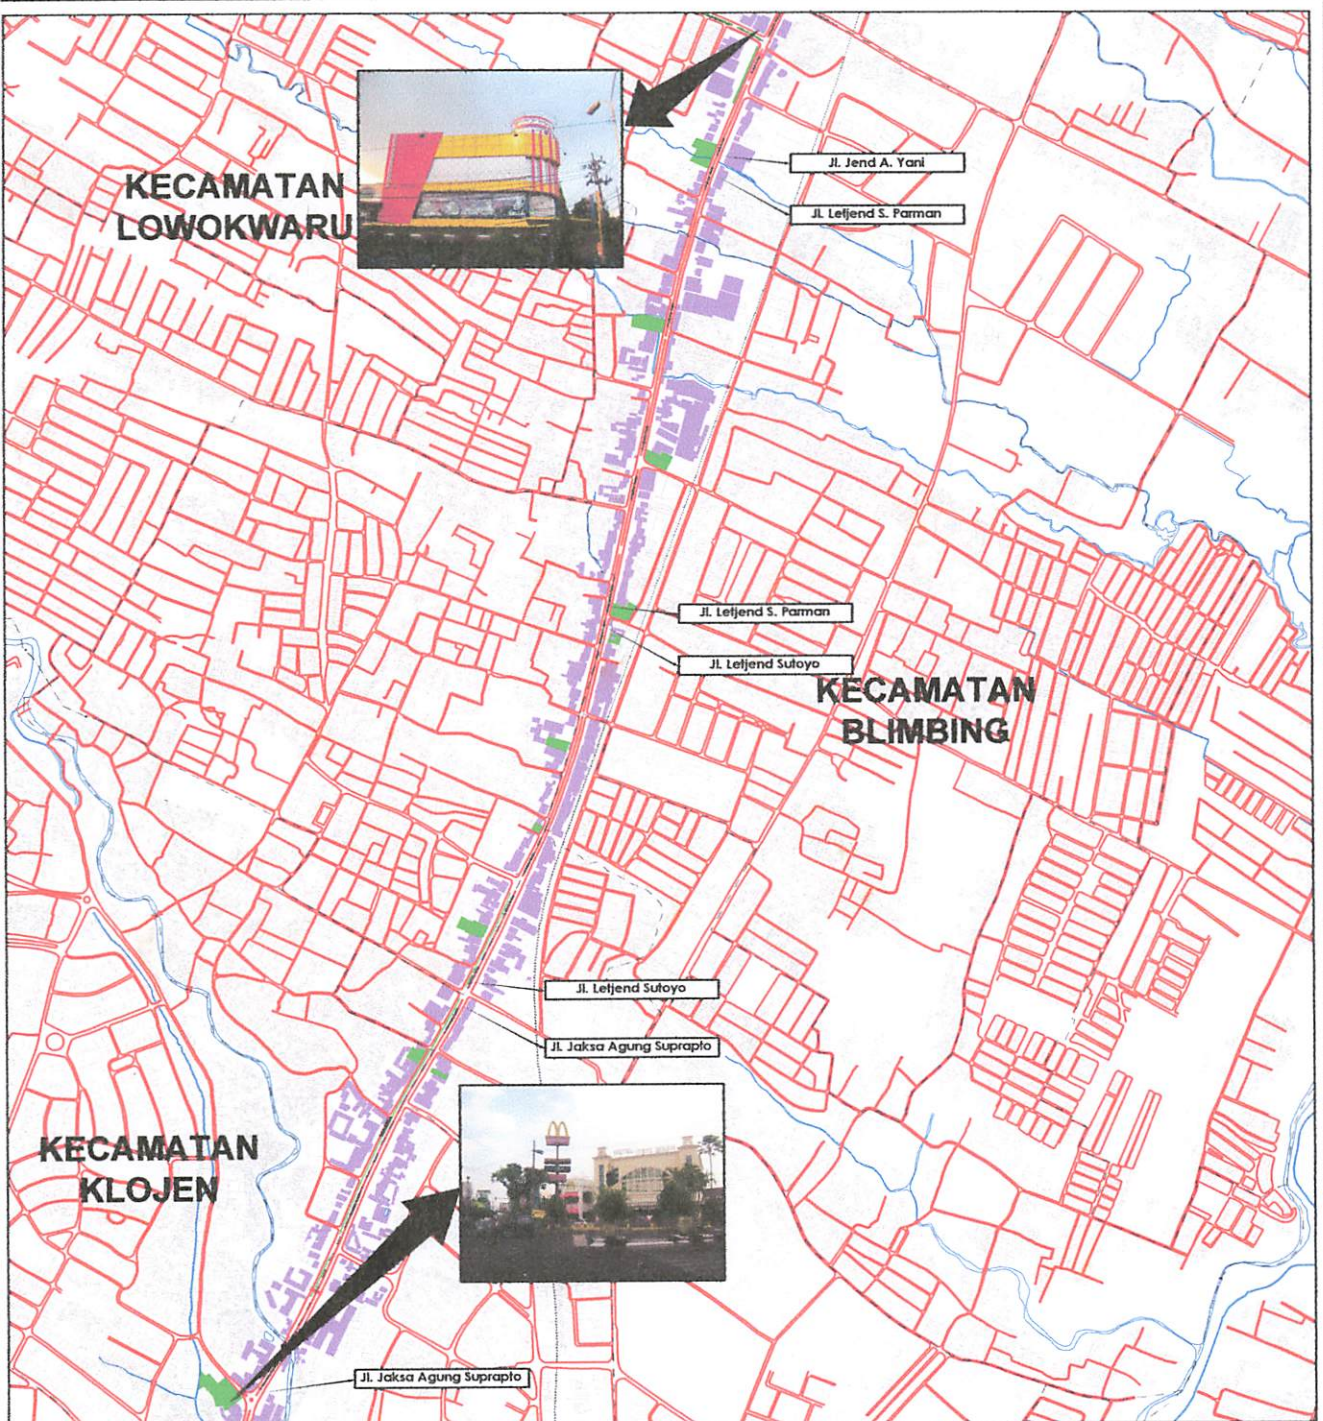 KECAMATAN
LOWOKWARU
Jl. Jend A. Yani
Jl. Letjend S. Parman
Jl. Letjend S. Parman
Jl. Letjend Sutoyo
KECAMATAN
BLIMBING
Jl. Letjend Sutoyo
Jl. Jaksa Agung Suprapto
KECAMATAN
KLOJEN
Jl. Jaksa Agung Suprapto